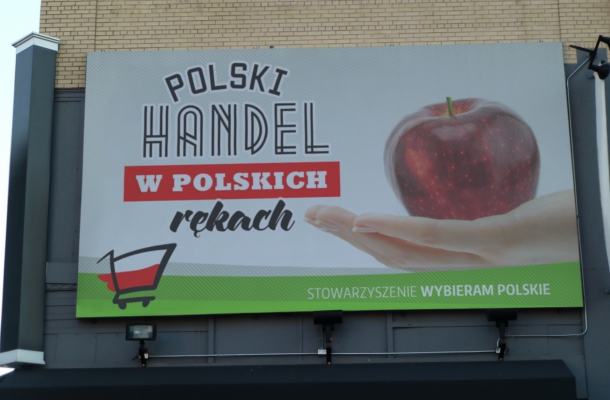 POLSKI
HANDEL
W POLSKICH
rękach
STOWARZYSZENIE WYBIERAM POLSKIE